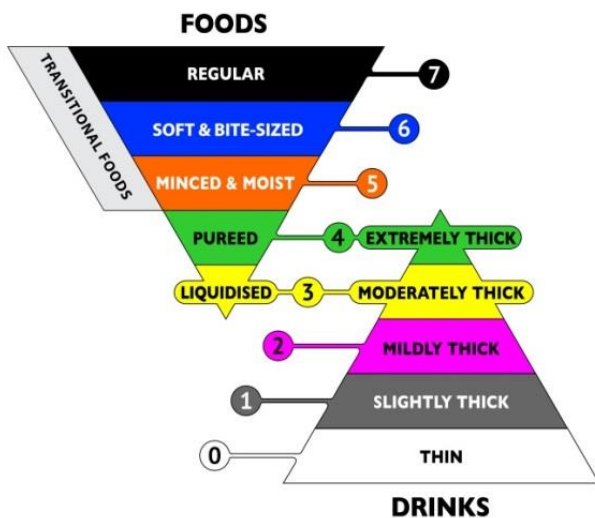 FOODS
TRANSITIONAL FOODS
REGULAR
7
SOFT & BITE-SIZED
6
MINCED & MOIST
5
PUREED
4
EXTREMELY THICK
LIQUIDISED
3
MODERATELY THICK
2
MILDLY THICK
1
SLIGHTLY THICK
0
THIN
DRINKS